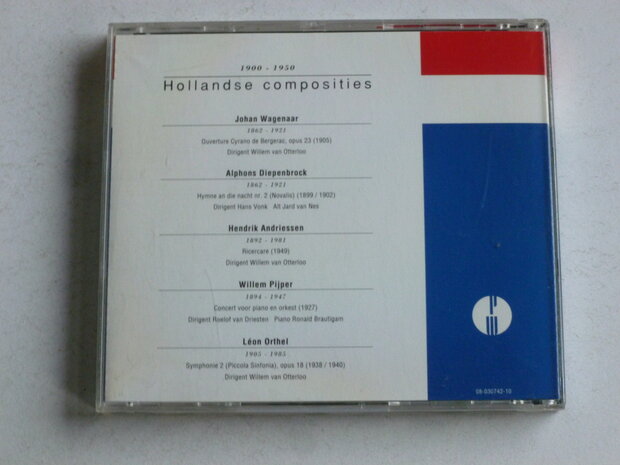 1900 - 1950
Hollandse composities
Johan Wagenaar
1862 - 1921
Ouverture Cyrano de Bergerac, opus 23 (1905)
Dirigent Willem van Otterloo
Alphons Diepenbrock
1862 - 1921
Hymne an die nacht nr. 2 (Novalis) (1899 / 1902)
Dirigent Hans Vonk Alt Jard van Nes
Hendrik Andriessen
1892 - 1981
Ricercare (1949)
Dirigent Willem van Otterloo
Willem Pijper
1894 - 1947
Concert voor piano en orkest (1927)
Dirigent Roelof van Driesten Piano Ronald Brautigam
Léon Orthel
1905 - 1985
Symphonie 2 (Piccola Sinfonia), opus 18 (1938 / 1940)
Dirigent Willem van Otterloo
08-030742-10